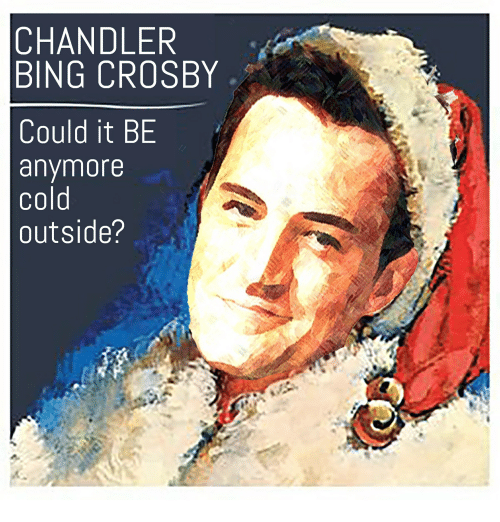 CHANDLER
BING CROSBY
Could it BE
anymore
cold
outside?